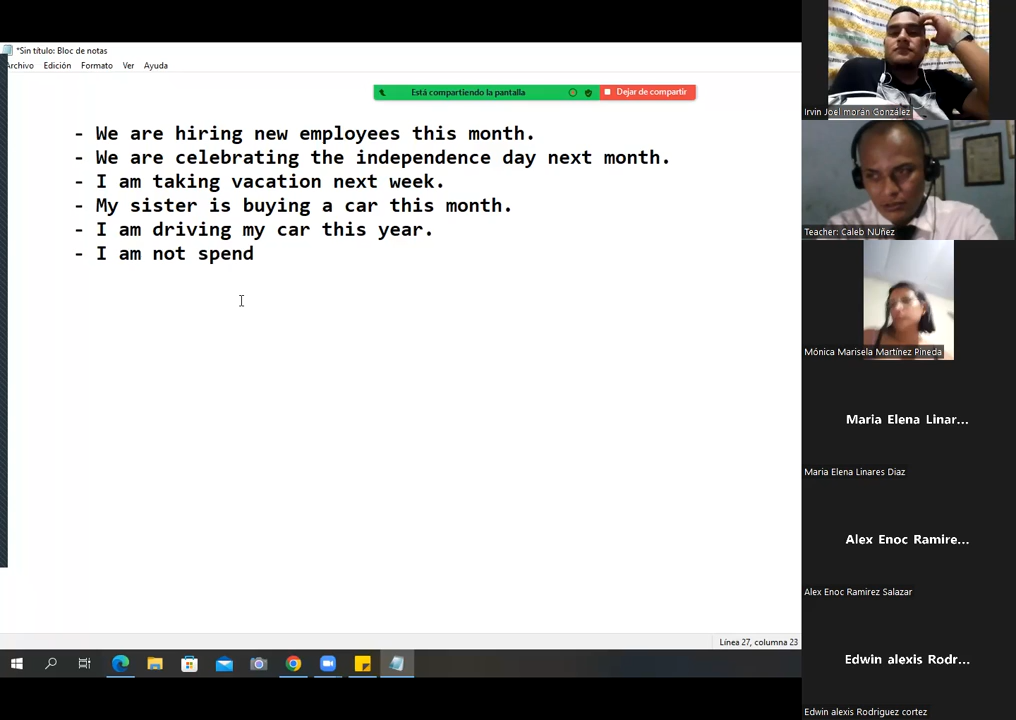 *Sin título: Bloc de notas
Archivo Edición Formato Ver Ayuda
Está compartiendo la pantalla Dejar de compartir
- We are hiring new employees this month.
- We are celebrating the independence day next month.
- I am taking vacation next week.
- My sister is buying a car this month.
- I am driving my car this year.
- I am not spend
Línea 27, columna 23
Irvin Joel moran González
Teacher: Caleb NUñez
Mónica Marisela Martínez Pineda
Maria Elena Linar...
Maria Elena Linares Diaz
Alex Enoc Ramire...
Alex Enoc Ramirez Salazar
Edwin alexis Rodr...
Edwin alexis Rodriguez cortez